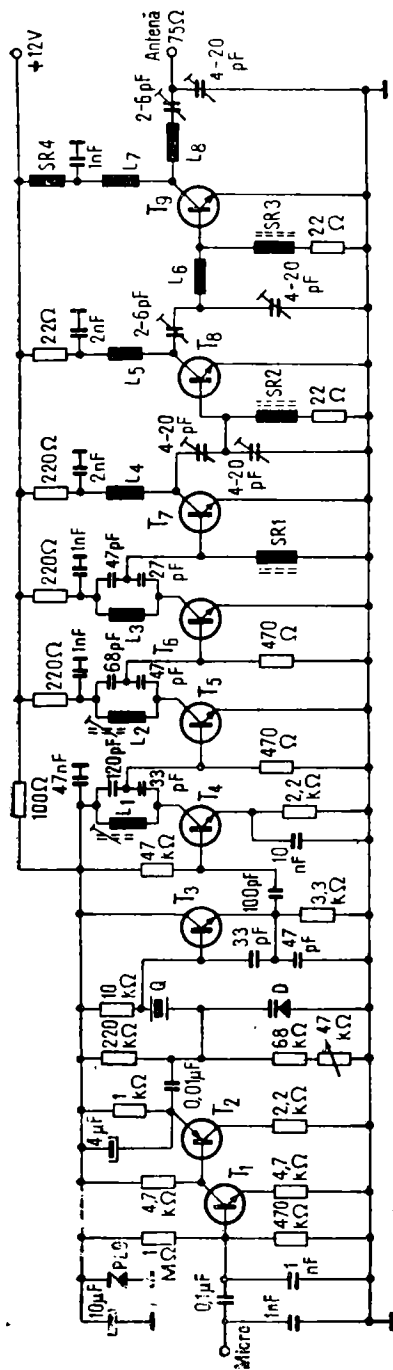 Micro
0,1µF
1nF
1
nF
10µF
PL9
1
MΩ
470
kΩ
T1
4,7
kΩ
4,7
kΩ
4µF
1
kΩ
T2
2,2
kΩ
0,01µF
220
kΩ
68
kΩ
47
kΩ
10
kΩ
Q
D
T3
33
pF
47
pF
100pF
3,3
kΩ
47
kΩ
100Ω
47nF
120pF
L1
33
pF
T4
10
nF
2,2
kΩ
220Ω
1nF
68pF
L2
47
pF
T5
470
Ω
220Ω
1nF
47pF
L3
27
pF
T6
470
Ω
SR1
220Ω
2nF
L4
T7
4-20
pF
4-20
pF
SR2
22
Ω
22Ω
2nF
L5
2-6pF
T8
L6
4-20
pF
SR3
22
Ω
SR4
1nF
L7
T9
L8
2-6pF
Antenă
75Ω
4-20
pF
+12V